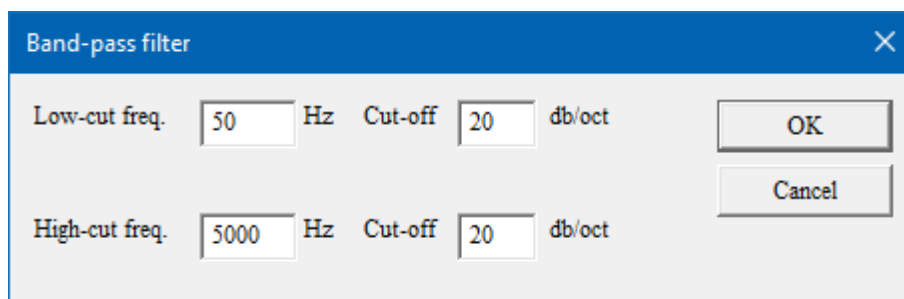 Band-pass filter
Low-cut freq. 50 Hz Cut-off 20 db/oct
OK
Cancel
High-cut freq. 5000 Hz Cut-off 20 db/oct